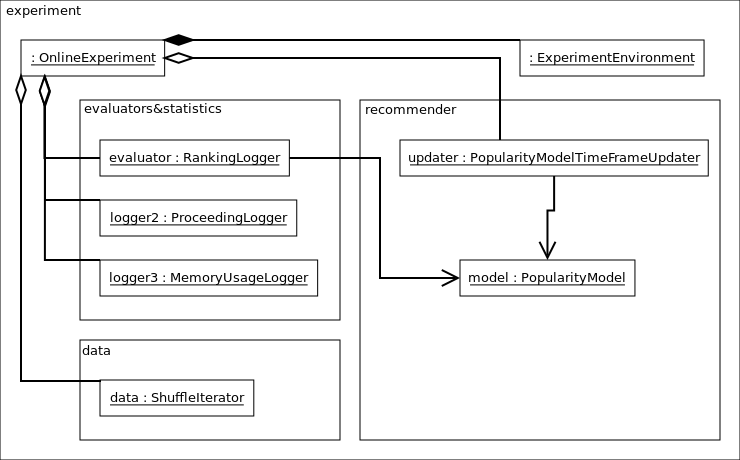 experiment
: OnlineExperiment
: ExperimentEnvironment
evaluators&statistics
evaluator : RankingLogger
logger2 : ProceedingLogger
logger3 : MemoryUsageLogger
recommender
updater : PopularityModelTimeFrameUpdater
model : PopularityModel
data
data : ShuffleIterator